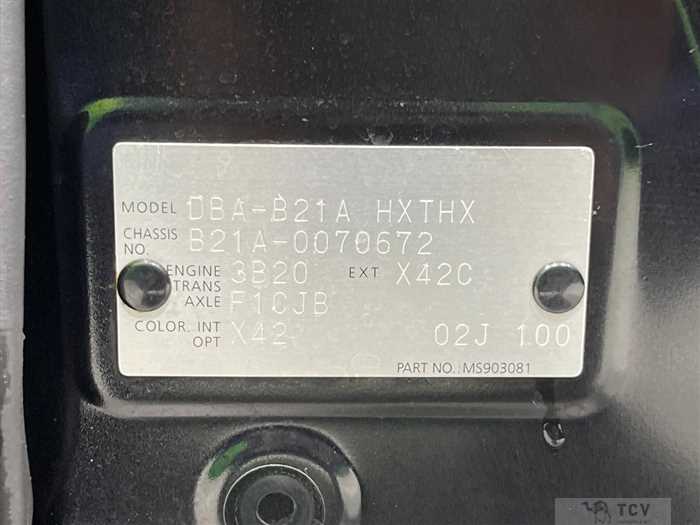 MODEL DBA-B21A HXTHX
CHASSIS NO. B21A-0070672
ENGINE 3B20 EXT X42C
TRANS AXLE F1CJB
COLOR. INT OPT X42 02J 100
PART NO.: MS903081
TCV